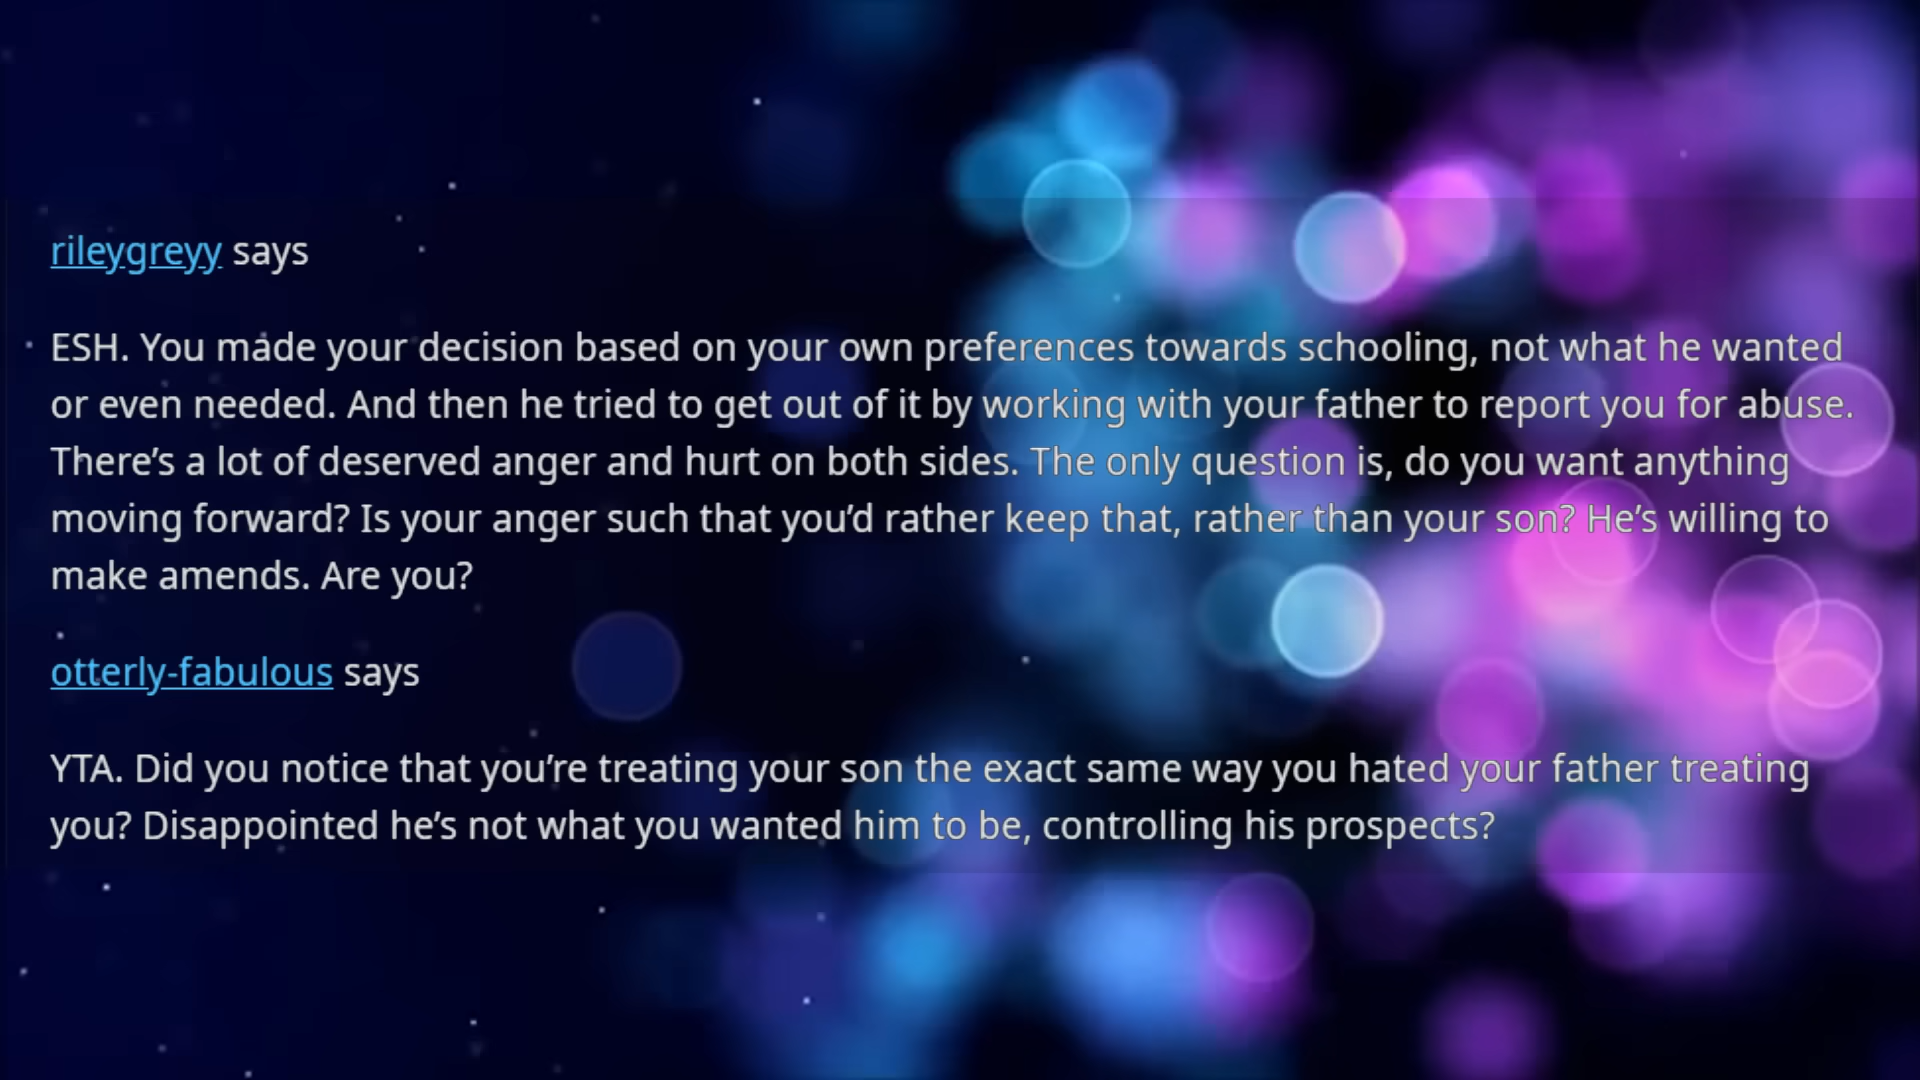 rileygreyy says
ESH. You made your decision based on your own preferences towards schooling, not what he wanted
or even needed. And then he tried to get out of it by working with your father to report you for abuse.
There’s a lot of deserved anger and hurt on both sides. The only question is, do you want anything
moving forward? Is your anger such that you’d rather keep that, rather than your son? He’s willing to
make amends. Are you?
otterly-fabulous says
YTA. Did you notice that you’re treating your son the exact same way you hated your father treating
you? Disappointed he’s not what you wanted him to be, controlling his prospects?